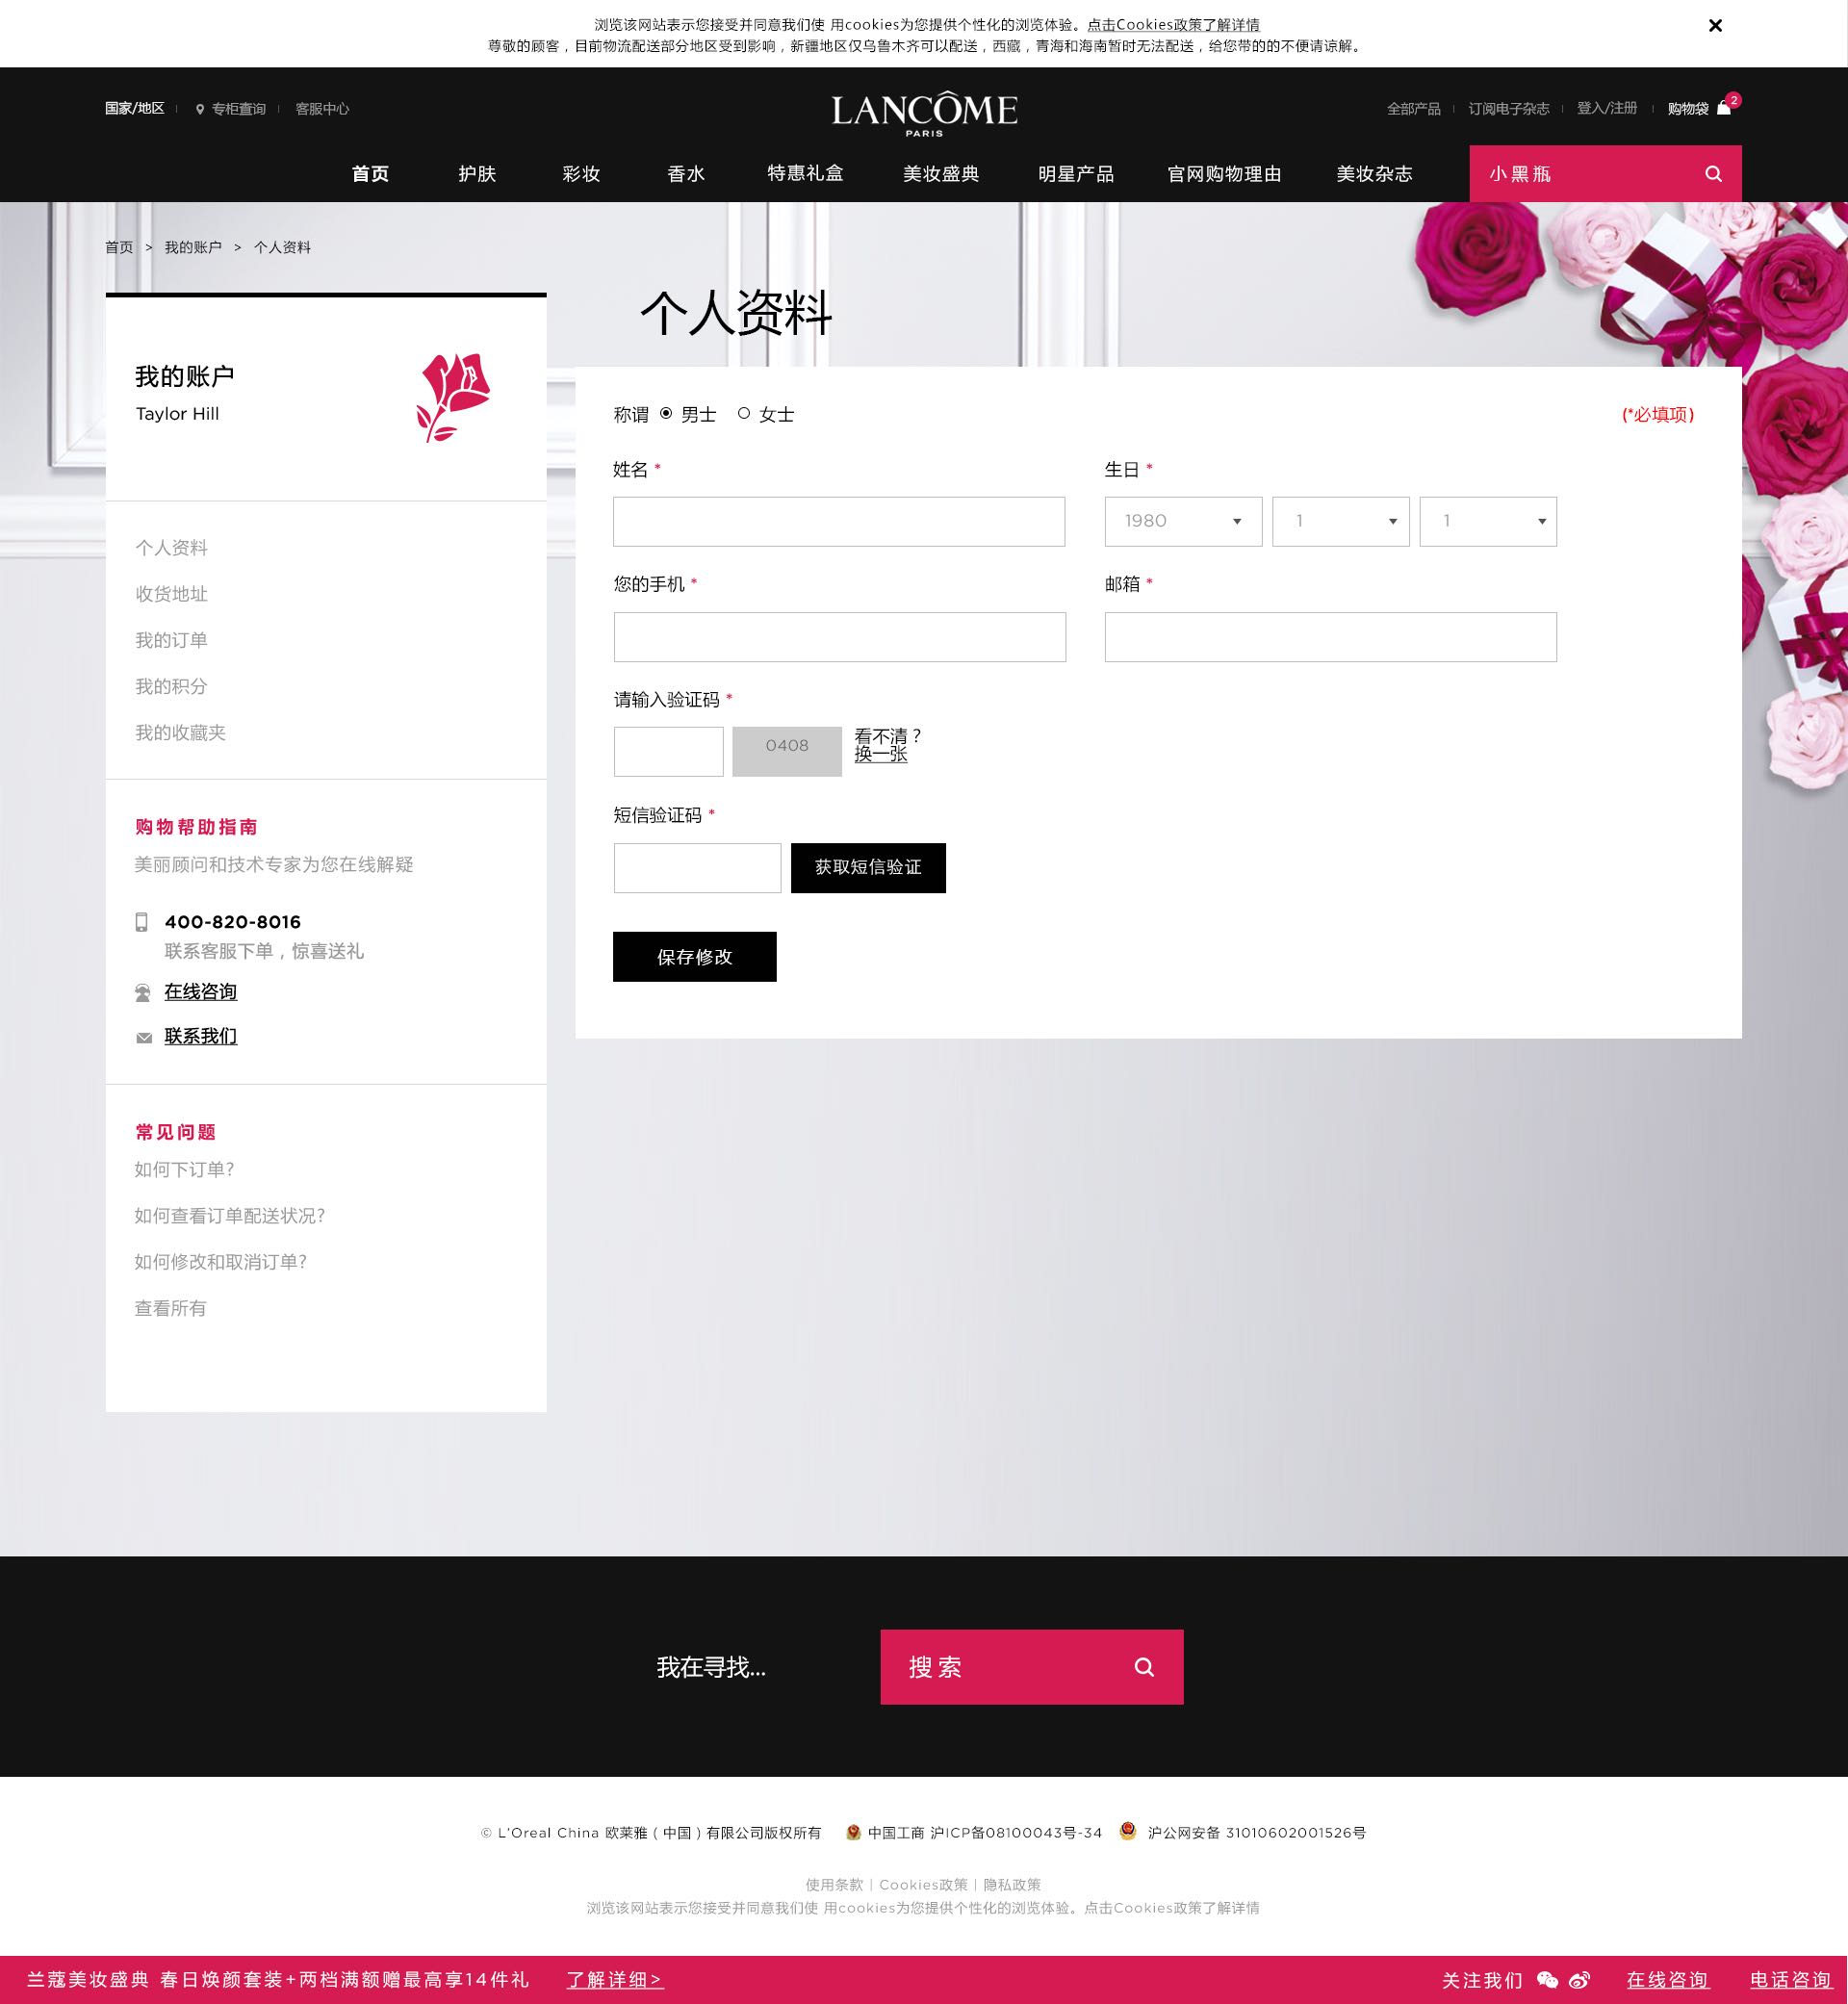 浏览该网站表示您接受并同意我们使 用cookies为您提供个性化的浏览体验。点击Cookies政策了解详情
尊敬的顾客，目前物流配送部分地区受到影响，新疆地区仅乌鲁木齐可以配送，西藏，青海和海南暂时无法配送，给您带的的不便请谅解。
国家/地区 专柜查询 客服中心
LANCÔME
PARIS
全部产品 订阅电子杂志 登入/注册 购物袋 2
首页 护肤 彩妆 香水 特惠礼盒 美妆盛典 明星产品 官网购物理由 美妆杂志 小黑瓶
首页 > 我的账户 > 个人资料
个人资料
我的账户
Taylor Hill
个人资料
收货地址
我的订单
我的积分
我的收藏夹
购物帮助指南
美丽顾问和技术专家为您在线解疑
400-820-8016
联系客服下单，惊喜送礼
在线咨询
联系我们
常见问题
如何下订单?
如何查看订单配送状况?
如何修改和取消订单?
查看所有
称谓 男士 女士 (*必填项)
姓名 * 生日 *
1980 1 1
您的手机 * 邮箱 *
请输入验证码 *
0408 看不清？
换一张
短信验证码 *
获取短信验证
保存修改
我在寻找... 搜索
© L'Oreal China 欧莱雅（中国）有限公司版权所有 中国工商 沪ICP备08100043号-34 沪公网安备 31010602001526号
使用条款 | Cookies政策 | 隐私政策
浏览该网站表示您接受并同意我们使 用cookies为您提供个性化的浏览体验。点击Cookies政策了解详情
兰蔻美妆盛典 春日焕颜套装+两档满额赠最高享14件礼 了解详细> 关注我们 在线咨询 电话咨询